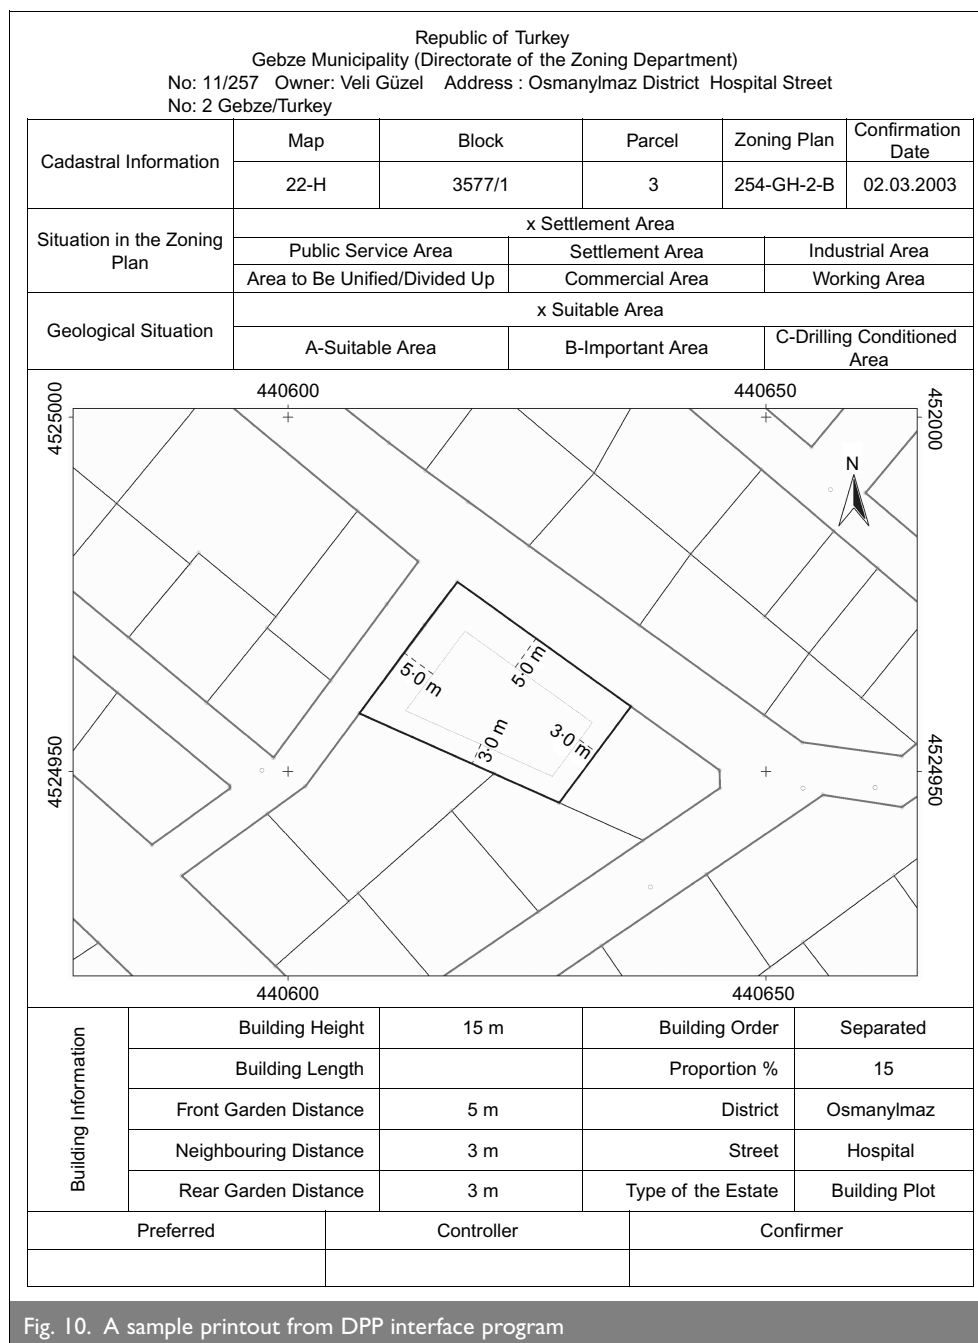 Republic of Turkey
Gebze Municipality (Directorate of the Zoning Department)
No: 11/257 Owner: Veli Güzel Address : Osmanylmaz District Hospital Street
No: 2 Gebze/Turkey
Cadastral Information
Map
Block
Parcel
Zoning Plan
Confirmation
Date
22-H
3577/1
3
254-GH-2-B
02.03.2003
Situation in the Zoning
Plan
x Settlement Area
Public Service Area
Settlement Area
Industrial Area
Area to Be Unified/Divided Up
Commercial Area
Working Area
Geological Situation
x Suitable Area
A-Suitable Area
B-Important Area
C-Drilling Conditioned
Area
440600
440650
4525000
452000
N
5·0 m
5·0 m
3·0 m
3·0 m
4524950
4524950
440600
440650
Building Information
Building Height
15 m
Building Order
Separated
Building Length
Proportion %
15
Front Garden Distance
5 m
District
Osmanylmaz
Neighbouring Distance
3 m
Street
Hospital
Rear Garden Distance
3 m
Type of the Estate
Building Plot
Preferred
Controller
Confirmer
Fig. 10. A sample printout from DPP interface program